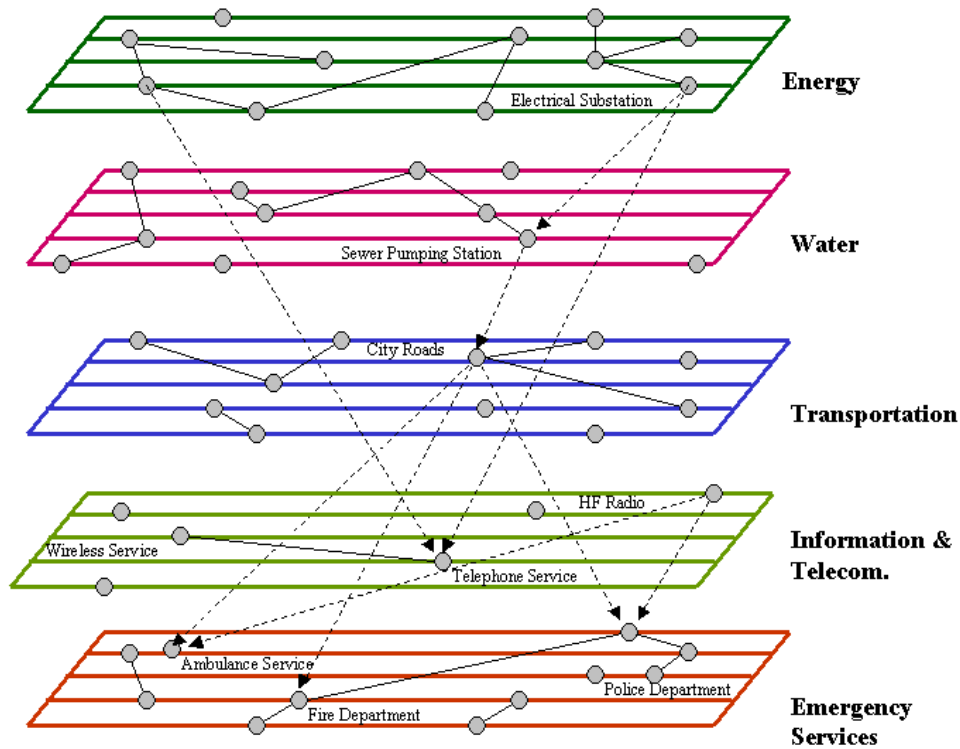 Electrical Substation
Energy
Sewer Pumping Station
Water
City Roads
Transportation
HF Radio
Wireless Service
Telephone Service
Information &
Telecom.
Ambulance Service
Police Department
Fire Department
Emergency
Services